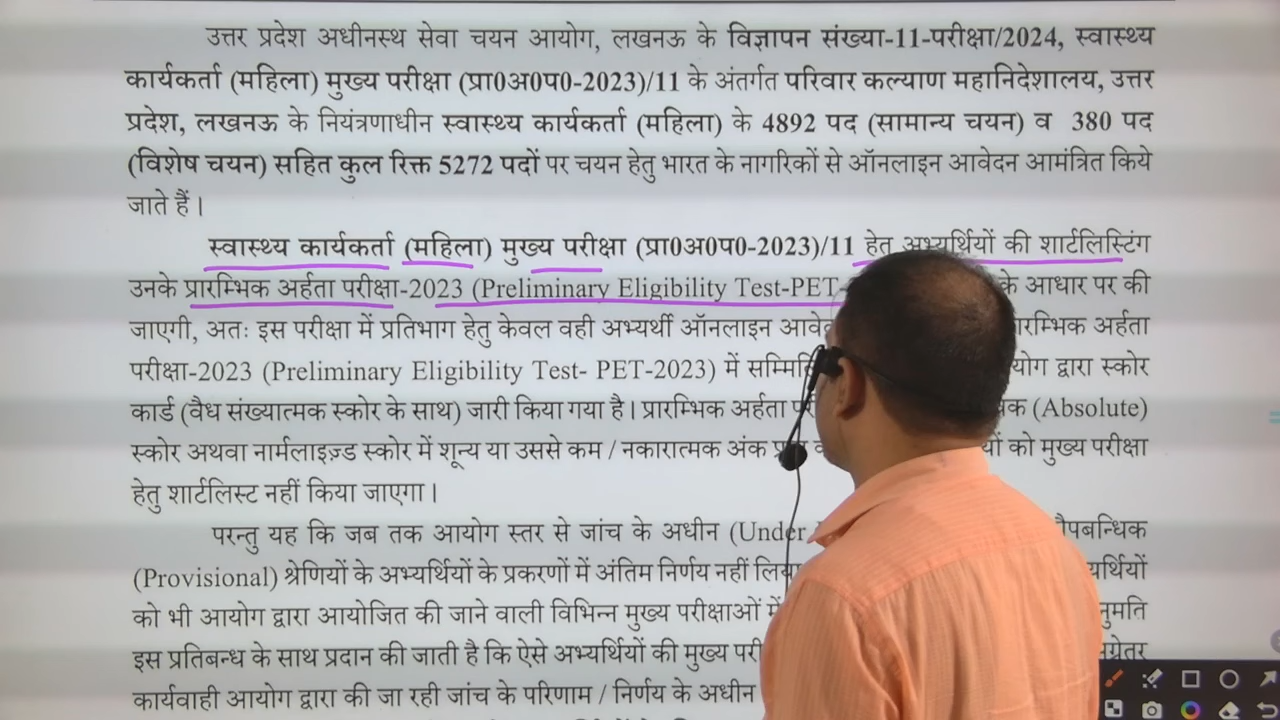 उत्तर प्रदेश अधीनस्थ सेवा चयन आयोग, लखनऊ के विज्ञापन संख्या-11-परीक्षा/2024, स्वास्थ्य
कार्यकर्ता (महिला) मुख्य परीक्षा (प्रा0अ0प0-2023)/11 के अंतर्गत परिवार कल्याण महानिदेशालय, उत्तर
प्रदेश, लखनऊ के नियंत्रणाधीन स्वास्थ्य कार्यकर्ता (महिला) के 4892 पद (सामान्य चयन) व 380 पद
(विशेष चयन) सहित कुल रिक्त 5272 पदों पर चयन हेतु भारत के नागरिकों से ऑनलाइन आवेदन आमंत्रित किये
जाते हैं।
स्वास्थ्य कार्यकर्ता (महिला) मुख्य परीक्षा (प्रा0अ0प0-2023)/11 हेतु अभ्यर्थियों की शार्टलिस्टिंग
उनके प्रारम्भिक अर्हता परीक्षा-2023 (Preliminary Eligibility Test-PET- के आधार पर की
जाएगी, अतः इस परीक्षा में प्रतिभाग हेतु केवल वही अभ्यर्थी ऑनलाइन
परीक्षा-2023 (Preliminary Eligibility Test- PET-2023) में द्वारा स्कोर
कार्ड (वैध संख्यात्मक स्कोर के साथ) जारी किया गया है। प्रारम्भिक अर्हता (Absolute)
स्कोर अथवा नार्मलाइज़्ड स्कोर में शून्य या उससे कम / नकारात्मक अंक को मुख्य परीक्षा
हेतु शार्टलिस्ट नहीं किया जाएगा।
परन्तु यह कि जब तक आयोग स्तर से जांच के अधीन (Under
(Provisional) श्रेणियों के अभ्यर्थियों के प्रकरणों में अंतिम निर्णय नहीं
को भी आयोग द्वारा आयोजित की जाने वाली विभिन्न मुख्य परीक्षाओं में
इस प्रतिबन्ध के साथ प्रदान की जाती है कि ऐसे अभ्यर्थियों की मुख्य
कार्यवाही आयोग द्वारा की जा रही जांच के परिणाम / निर्णय के अधीन